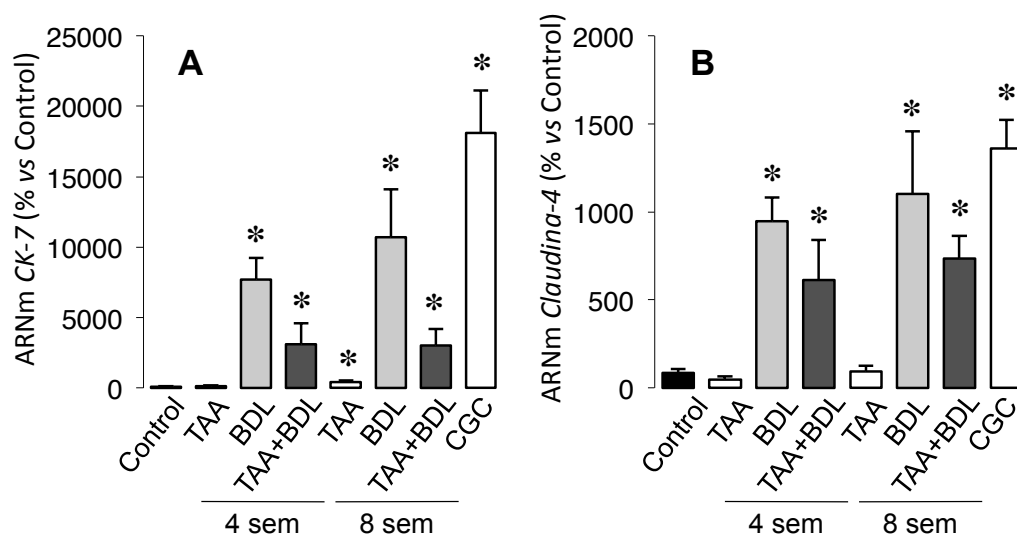 A
ARNm CK-7 (% vs Control)
25000
20000
15000
10000
5000
0
* * * * * *
Control TAA BDL TAA+BDL TAA BDL TAA+BDL CGC
4 sem 8 sem
B
ARNm Claudina-4 (% vs Control)
2000
1500
1000
500
0
* * * * *
Control TAA BDL TAA+BDL TAA BDL TAA+BDL CGC
4 sem 8 sem